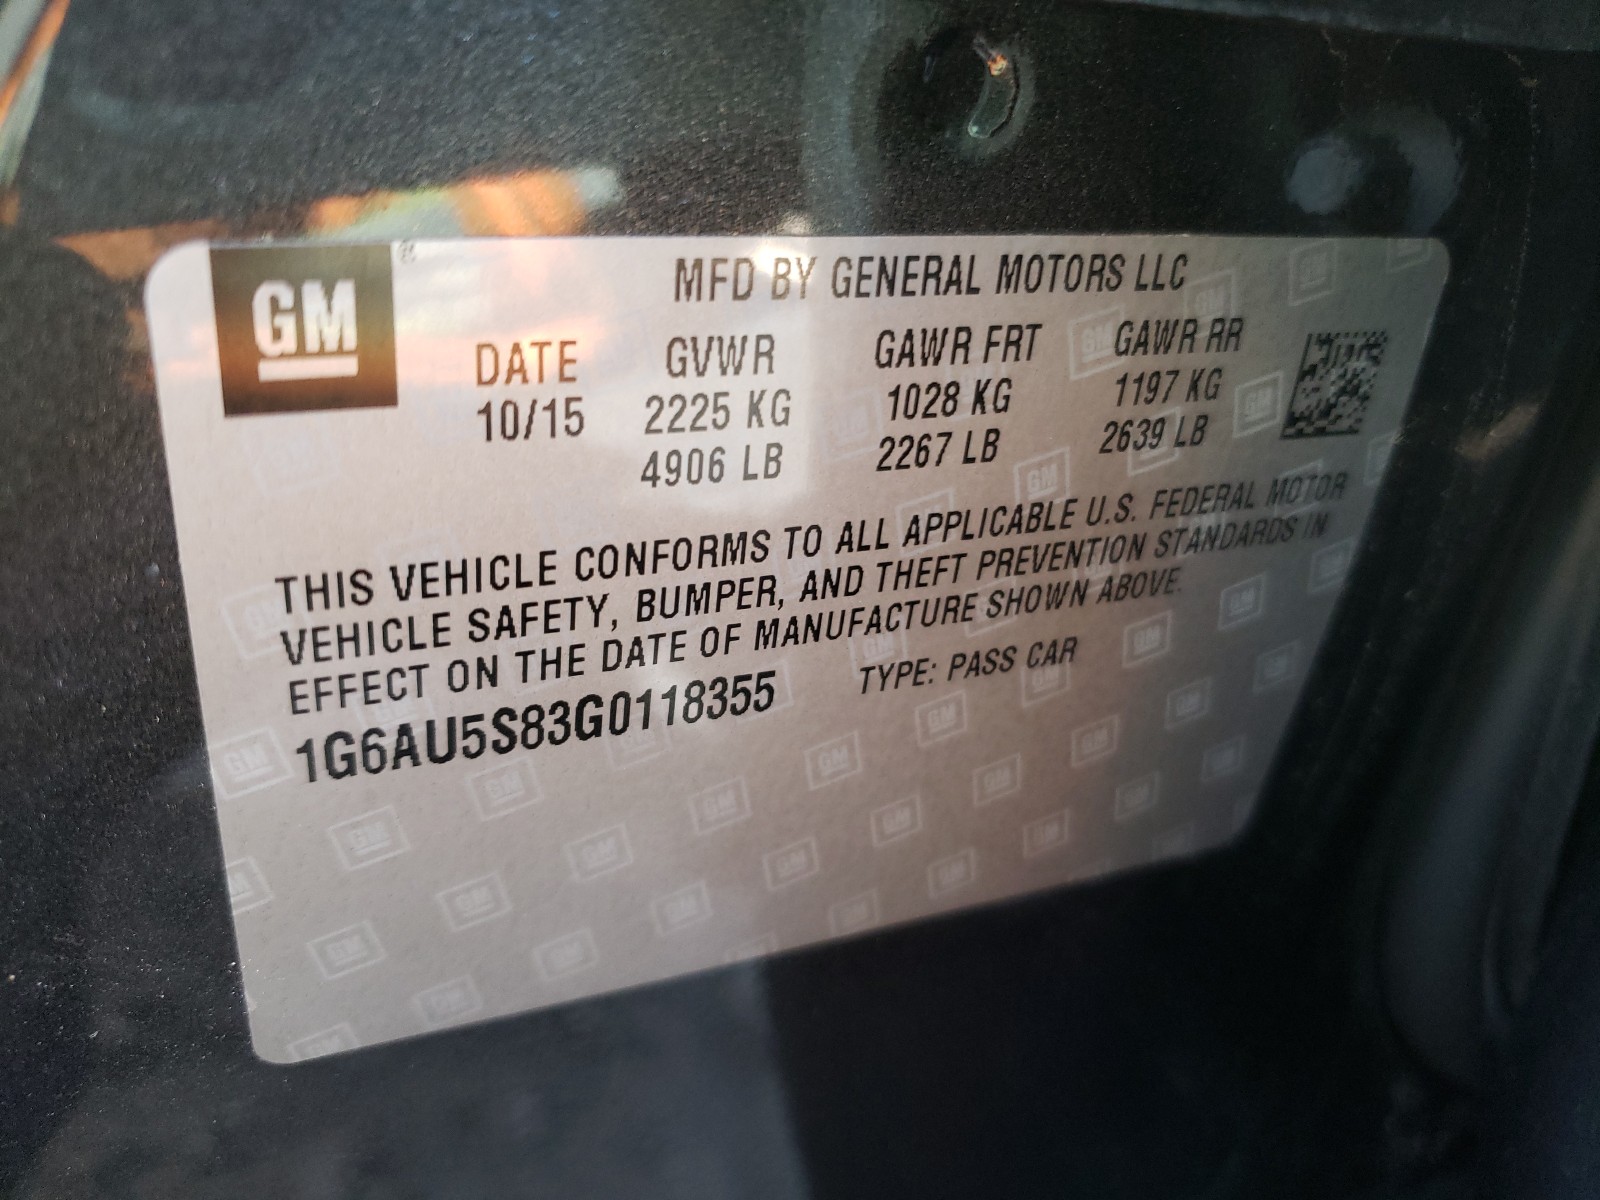 GM ®
MFD BY GENERAL MOTORS LLC
DATE GVWR GAWR FRT GAWR RR
10/15 2225 KG 1028 KG 1197 KG
4906 LB 2267 LB 2639 LB
THIS VEHICLE CONFORMS TO ALL APPLICABLE U.S. FEDERAL MOTOR
VEHICLE SAFETY, BUMPER, AND THEFT PREVENTION STANDARDS IN
EFFECT ON THE DATE OF MANUFACTURE SHOWN ABOVE.
1G6AU5S83G0118355 TYPE: PASS CAR